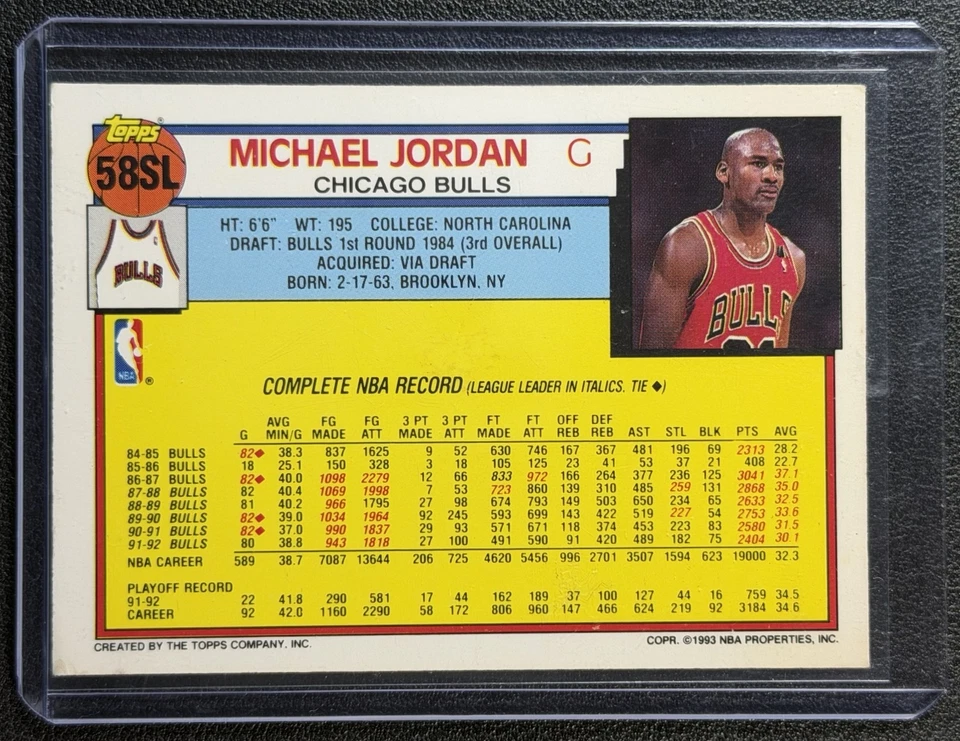 Topps
58SL
MICHAEL JORDAN G
CHICAGO BULLS
HT: 6'6" WT: 195 COLLEGE: NORTH CAROLINA
DRAFT: BULLS 1st ROUND 1984 (3rd OVERALL)
ACQUIRED: VIA DRAFT
BORN: 2-17-63, BROOKLYN, NY
BULLS
BULLS
NBA ®
COMPLETE NBA RECORD (LEAGUE LEADER IN ITALICS. TIE ◆)
AVG FG FG 3 PT 3 PT FT FT OFF DEF
G MIN/G MADE ATT MADE ATT MADE ATT REB REB AST STL BLK PTS AVG
84-85 BULLS 82◆ 38.3 837 1625 9 52 630 746 167 367 481 196 69 2313 28.2
85-86 BULLS 18 25.1 150 328 3 18 105 125 23 41 53 37 21 408 22.7
86-87 BULLS 82◆ 40.0 1098 2279 12 66 833 972 166 264 377 236 125 3041 37.1
87-88 BULLS 82 40.4 1069 1998 7 53 723 860 139 310 485 259 131 2868 35.0
88-89 BULLS 81 40.2 966 1795 27 98 674 793 149 503 650 234 65 2633 32.5
89-90 BULLS 82◆ 39.0 1034 1964 92 245 593 699 143 422 519 227 54 2753 33.6
90-91 BULLS 82◆ 37.0 990 1837 29 93 571 671 118 374 453 223 83 2580 31.5
91-92 BULLS 80 38.8 943 1818 27 100 491 590 91 420 489 182 75 2404 30.1
NBA CAREER 589 38.7 7087 13644 206 725 4620 5456 996 2701 3507 1594 623 19000 32.3
PLAYOFF RECORD
91-92 22 41.8 290 581 17 44 162 189 37 100 127 44 16 759 34.5
CAREER 92 42.0 1160 2290 58 172 806 960 147 466 624 219 92 3184 34.6
CREATED BY THE TOPPS COMPANY, INC. COPR. ©1993 NBA PROPERTIES, INC.